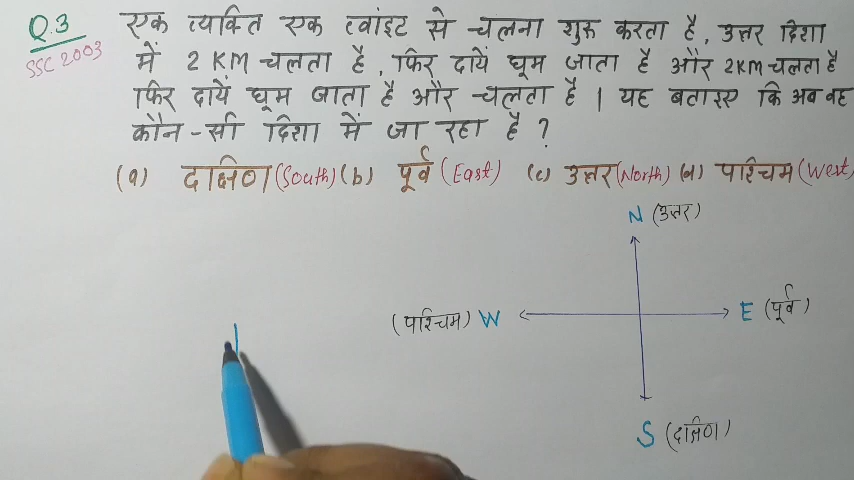 Q.3 एक व्यक्ति एक प्वांइट से चलना शुरू करता है, उत्तर दिशा
SSC 2003 में 2 KM चलता है, फिर दायें घूम जाता है और 2KM चलता है
फिर दायें घूम जाता है और चलता है । यह बताइए कि अब वह
कौन-सी दिशा में जा रहा है ?
(a) दक्षिण (South) (b) पूर्व (East) (c) उत्तर (North) (d) पश्चिम (West)
N (उत्तर)
(पश्चिम) W E (पूर्व)
S (दक्षिण)